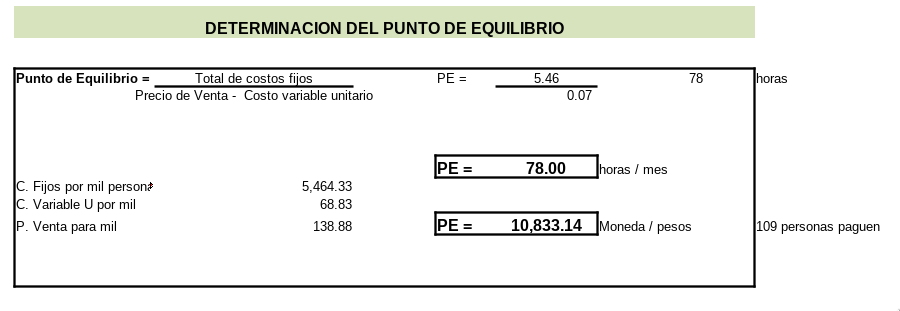 DETERMINACION DEL PUNTO DE EQUILIBRIO
Punto de Equilibrio = Total de costos fijos PE = 5.46 78 horas
Precio de Venta - Costo variable unitario 0.07
PE = 78.00 horas / mes
C. Fijos por mil persona 5,464.33
C. Variable U por mil 68.83
P. Venta para mil 138.88 PE = 10,833.14 Moneda / pesos 109 personas paguen